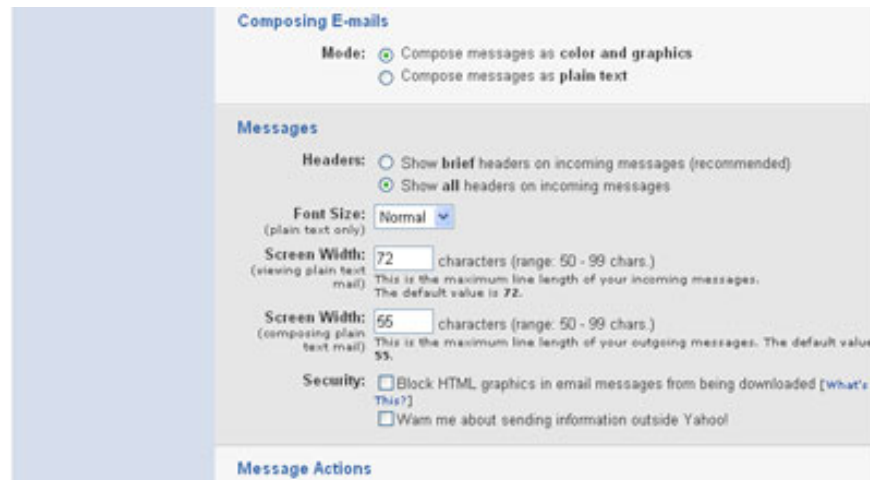 Composing E-mails
Mode: Compose messages as color and graphics
Compose messages as plain text
Messages
Headers: Show brief headers on incoming messages (recommended)
Show all headers on incoming messages
Font Size: Normal
(plain text only)
Screen Width: 72 characters (range: 50 - 99 chars.)
(viewing plain text mail) This is the maximum line length of your incoming messages.
The default value is 72.
Screen Width: 55 characters (range: 50 - 99 chars.)
(composing plain text mail) This is the maximum line length of your outgoing messages. The default value
55.
Security: Block HTML graphics in email messages from being downloaded [What's
This?]
Warn me about sending information outside Yahoo!
Message Actions